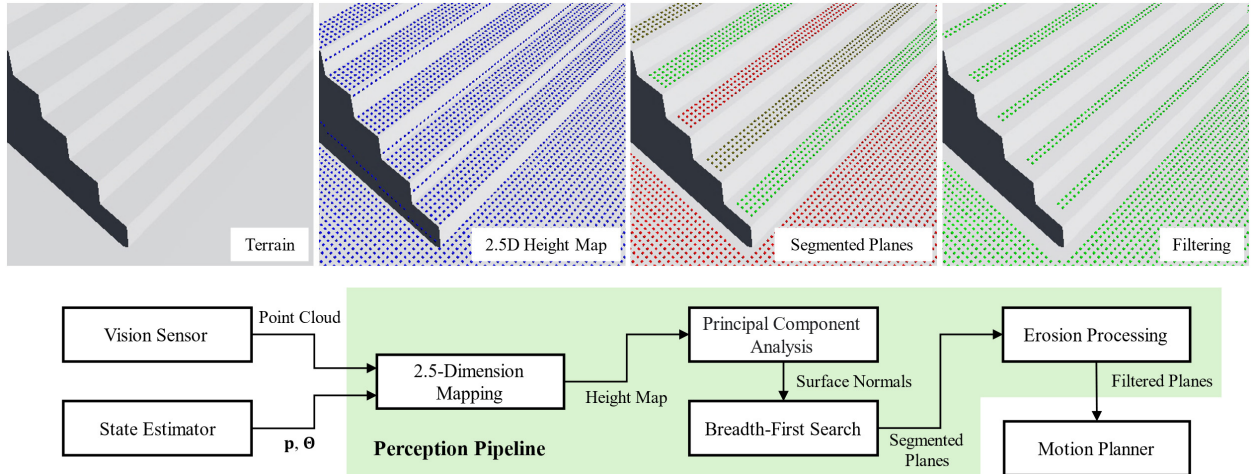 Terrain
2.5D Height Map
Segmented Planes
Filtering
Vision Sensor
Point Cloud
State Estimator
p, Θ
2.5-Dimension
Mapping
Height Map
Perception Pipeline
Principal Component
Analysis
Surface Normals
Breadth-First Search
Segmented
Planes
Erosion Processing
Filtered Planes
Motion Planner